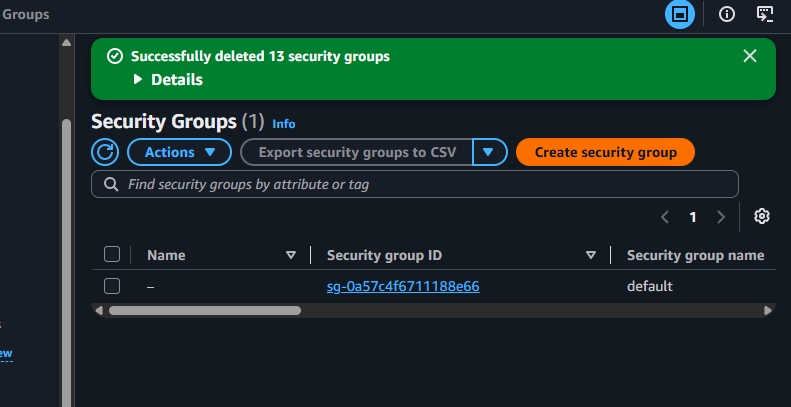 Groups
Successfully deleted 13 security groups
Details
Security Groups (1) Info
Actions
Export security groups to CSV
Create security group
Find security groups by attribute or tag
1
Name
Security group ID
Security group name
–
sg-0a57c4f6711188e66
default
ew